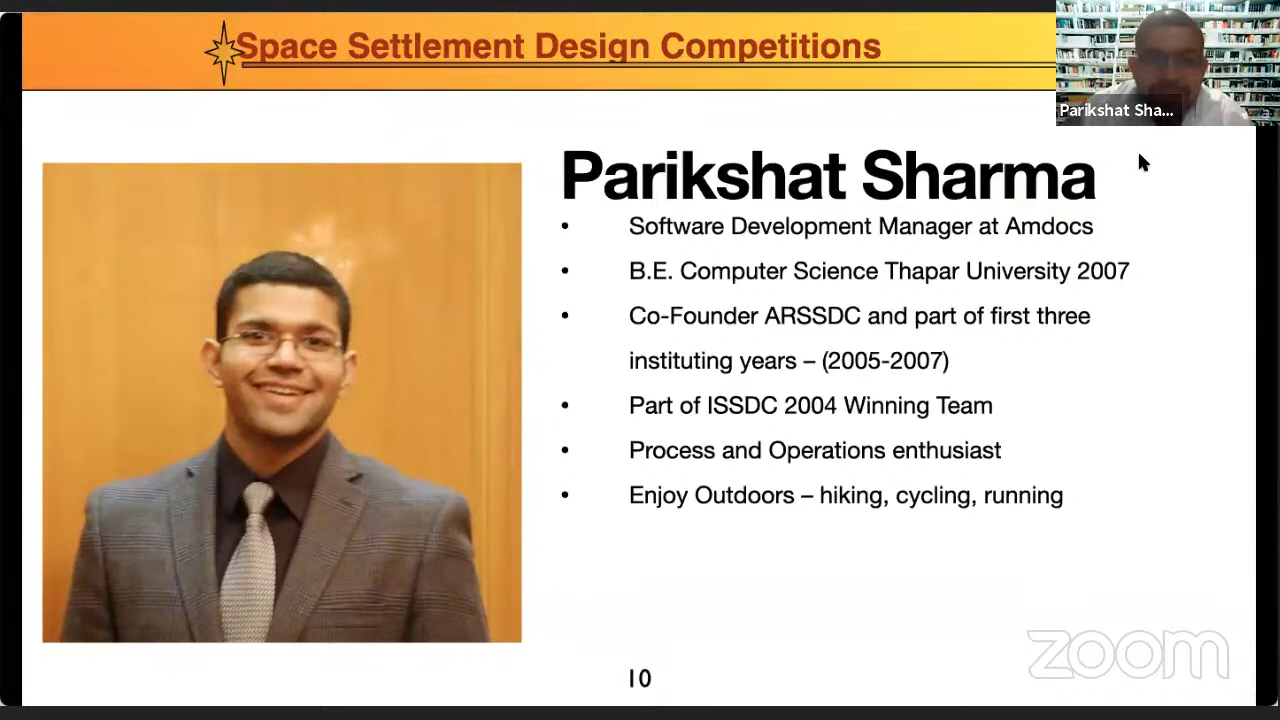 Space Settlement Design Competitions
Parikshat Sha...
Parikshat Sharma
• Software Development Manager at Amdocs
• B.E. Computer Science Thapar University 2007
• Co-Founder ARSSDC and part of first three
instituting years – (2005-2007)
• Part of ISSDC 2004 Winning Team
• Process and Operations enthusiast
• Enjoy Outdoors – hiking, cycling, running
zoom
10